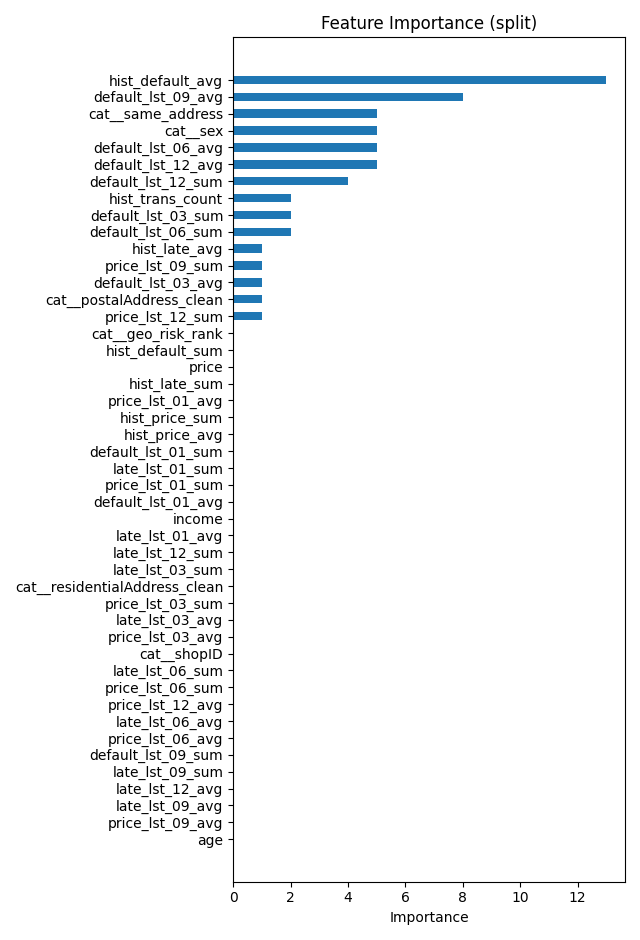 Feature Importance (split)
hist_default_avg
default_lst_09_avg
cat__same_address
cat__sex
default_lst_06_avg
default_lst_12_avg
default_lst_12_sum
hist_trans_count
default_lst_03_sum
default_lst_06_sum
hist_late_avg
price_lst_09_sum
default_lst_03_avg
cat__postalAddress_clean
price_lst_12_sum
cat__geo_risk_rank
hist_default_sum
price
hist_late_sum
price_lst_01_avg
hist_price_sum
hist_price_avg
default_lst_01_sum
late_lst_01_sum
price_lst_01_sum
default_lst_01_avg
income
late_lst_01_avg
late_lst_12_sum
late_lst_03_sum
cat__residentialAddress_clean
price_lst_03_sum
late_lst_03_avg
price_lst_03_avg
cat__shopID
late_lst_06_sum
price_lst_06_sum
price_lst_12_avg
late_lst_06_avg
price_lst_06_avg
default_lst_09_sum
late_lst_09_sum
late_lst_12_avg
late_lst_09_avg
price_lst_09_avg
age
0 2 4 6 8 10 12
Importance